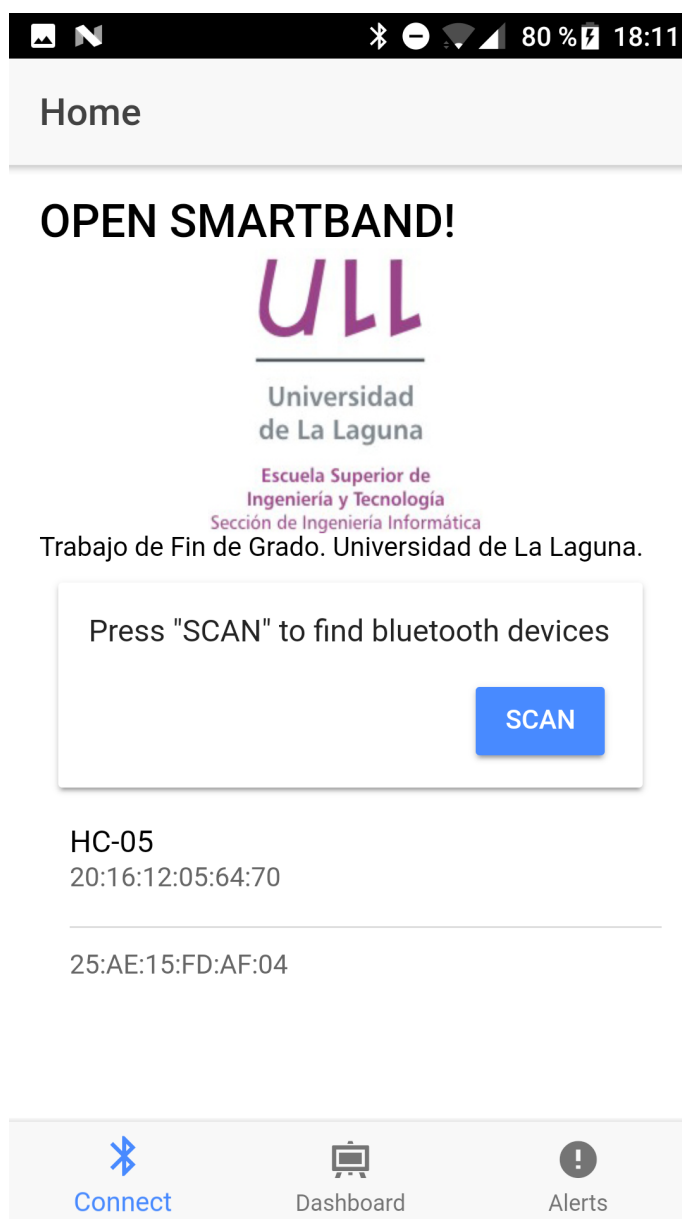 80 % 18:11
Home
OPEN SMARTBAND!
ULL
Universidad
de La Laguna
Escuela Superior de
Ingeniería y Tecnología
Sección de Ingeniería Informática
Trabajo de Fin de Grado. Universidad de La Laguna.
Press "SCAN" to find bluetooth devices
SCAN
HC-05
20:16:12:05:64:70
25:AE:15:FD:AF:04
Connect Dashboard Alerts